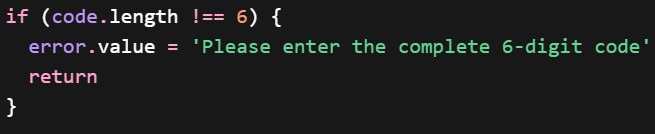 if (code.length !== 6) {
  error.value = 'Please enter the complete 6-digit code'
  return
}